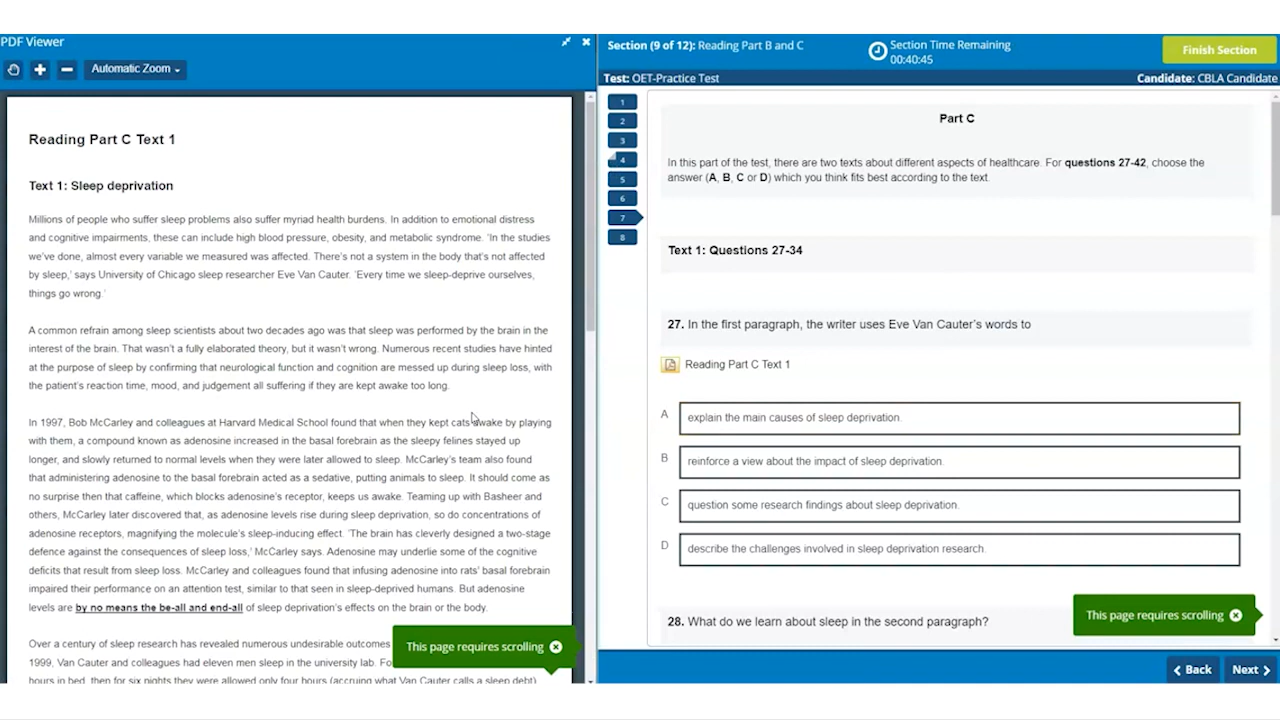 PDF Viewer
Automatic Zoom
Reading Part C Text 1
Text 1: Sleep deprivation
Millions of people who suffer sleep problems also suffer myriad health burdens. In addition to emotional distress
and cognitive impairments, these can include high blood pressure, obesity, and metabolic syndrome. 'In the studies
we've done, almost every variable we measured was affected. There's not a system in the body that's not affected
by sleep,' says University of Chicago sleep researcher Eve Van Cauter. 'Every time we sleep-deprive ourselves,
things go wrong.'
A common refrain among sleep scientists about two decades ago was that sleep was performed by the brain in the
interest of the brain. That wasn't a fully elaborated theory, but it wasn't wrong. Numerous recent studies have hinted
at the purpose of sleep by confirming that neurological function and cognition are messed up during sleep loss, with
the patient's reaction time, mood, and judgement all suffering if they are kept awake too long.
In 1997, Bob McCarley and colleagues at Harvard Medical School found that when they kept cats awake by playing
with them, a compound known as adenosine increased in the basal forebrain as the sleepy felines stayed up
longer, and slowly returned to normal levels when they were later allowed to sleep. McCarley's team also found
that administering adenosine to the basal forebrain acted as a sedative, putting animals to sleep. It should come as
no surprise then that caffeine, which blocks adenosine's receptor, keeps us awake. Teaming up with Basheer and
others, McCarley later discovered that, as adenosine levels rise during sleep deprivation, so do concentrations of
adenosine receptors, magnifying the molecule's sleep-inducing effect. 'The brain has cleverly designed a two-stage
defence against the consequences of sleep loss,' McCarley says. Adenosine may underlie some of the cognitive
deficits that result from sleep loss. McCarley and colleagues found that infusing adenosine into rats' basal forebrain
impaired their performance on an attention test, similar to that seen in sleep-deprived humans. But adenosine
levels are by no means the be-all and end-all of sleep deprivation's effects on the brain or the body.
Over a century of sleep research has revealed numerous undesirable outcomes
1999, Van Cauter and colleagues had eleven men sleep in the university lab. Fo
hours in bed, then for six nights they were allowed only four hours (accruing what Van Cauter calls a sleep debt)
This page requires scrolling
Section (9 of 12): Reading Part B and C
Section Time Remaining
00:40:45
Finish Section
Test: OET-Practice Test
Candidate: CBLA Candidate
1
2
3
4
5
6
7
8
Part C
In this part of the test, there are two texts about different aspects of healthcare. For questions 27-42, choose the
answer (A, B, C or D) which you think fits best according to the text.
Text 1: Questions 27-34
27. In the first paragraph, the writer uses Eve Van Cauter's words to
Reading Part C Text 1
A explain the main causes of sleep deprivation.
B reinforce a view about the impact of sleep deprivation.
C question some research findings about sleep deprivation.
D describe the challenges involved in sleep deprivation research.
28. What do we learn about sleep in the second paragraph?
This page requires scrolling
Back
Next